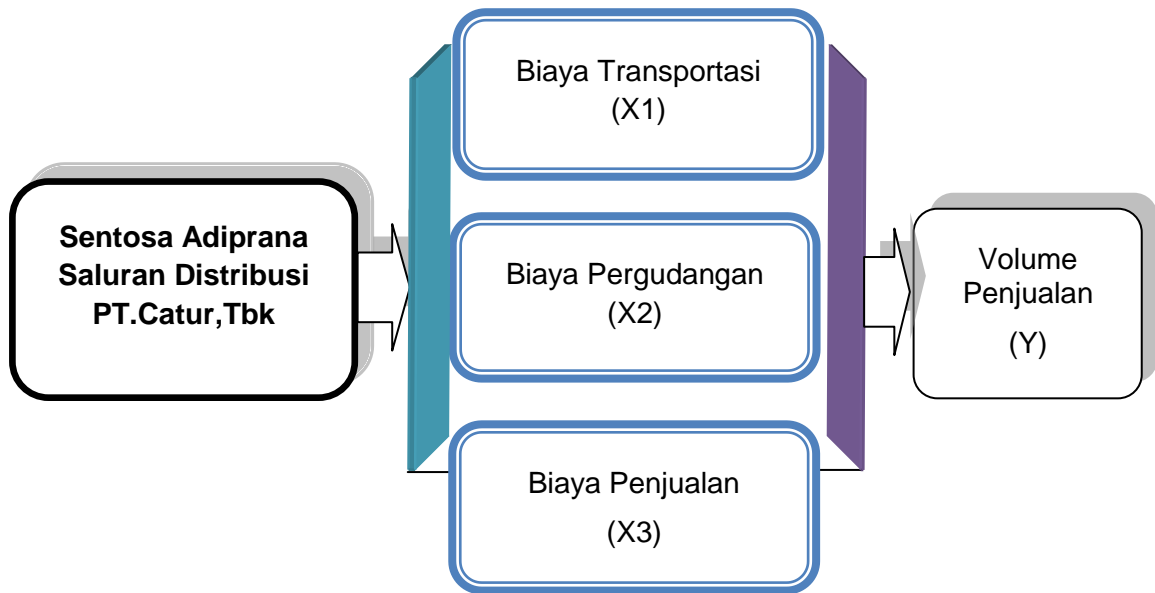 Sentosa Adiprana
Saluran Distribusi
PT.Catur,Tbk
Biaya Transportasi
(X1)
Biaya Pergudangan
(X2)
Biaya Penjualan
(X3)
Volume
Penjualan
(Y)